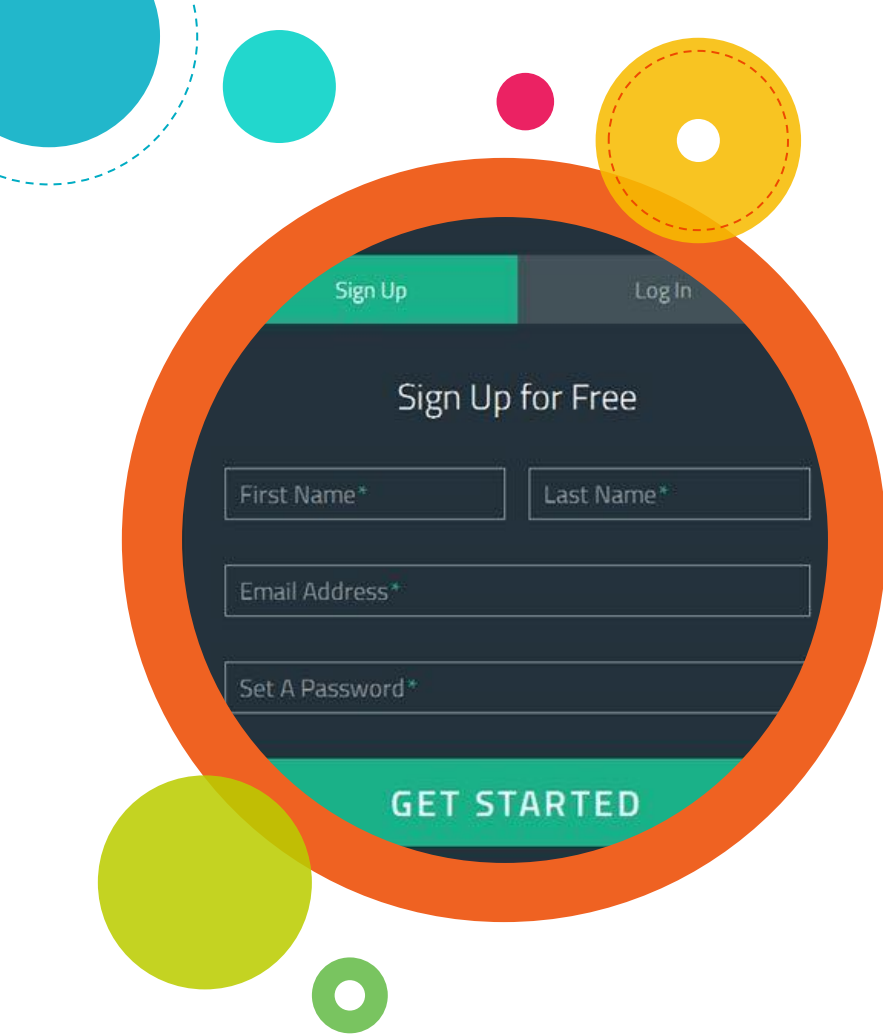 Sign Up Log In
Sign Up for Free
First Name* Last Name*
Email Address*
Set A Password*
GET STARTED